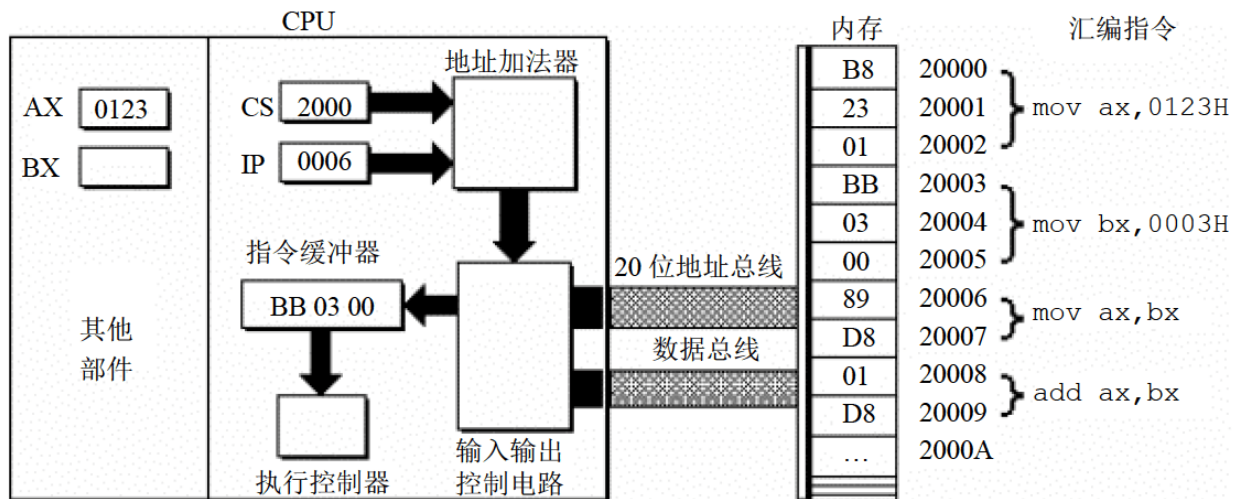 CPU
内存
汇编指令
地址加法器
AX
0123
BX
CS
2000
IP
0006
指令缓冲器
BB 03 00
其他
部件
执行控制器
输入输出
控制电路
20 位地址总线
数据总线
B8 20000
23 20001 mov ax,0123H
01 20002
BB 20003
03 20004 mov bx,0003H
00 20005
89 20006
mov ax,bx
D8 20007
01 20008
add ax,bx
D8 20009
… 2000A